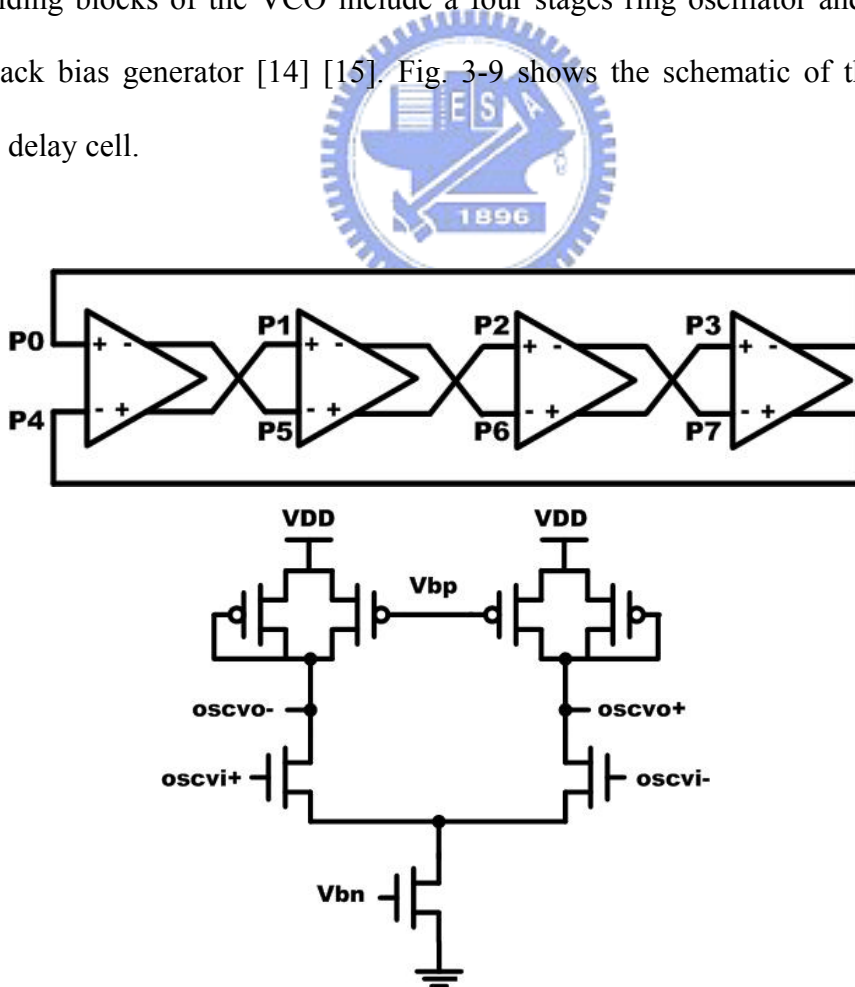 ding blocks of the VCO include a four stages ring oscillator and
ack bias generator [14] [15]. Fig. 3-9 shows the schematic of th
delay cell.
E S A
1896
P0 + - P1 + - P2 + - P3 + -
P4 - + P5 - + P6 - + P7 - +
VDD VDD
Vbp
oscvo- oscvo+
oscvi+ oscvi-
Vbn